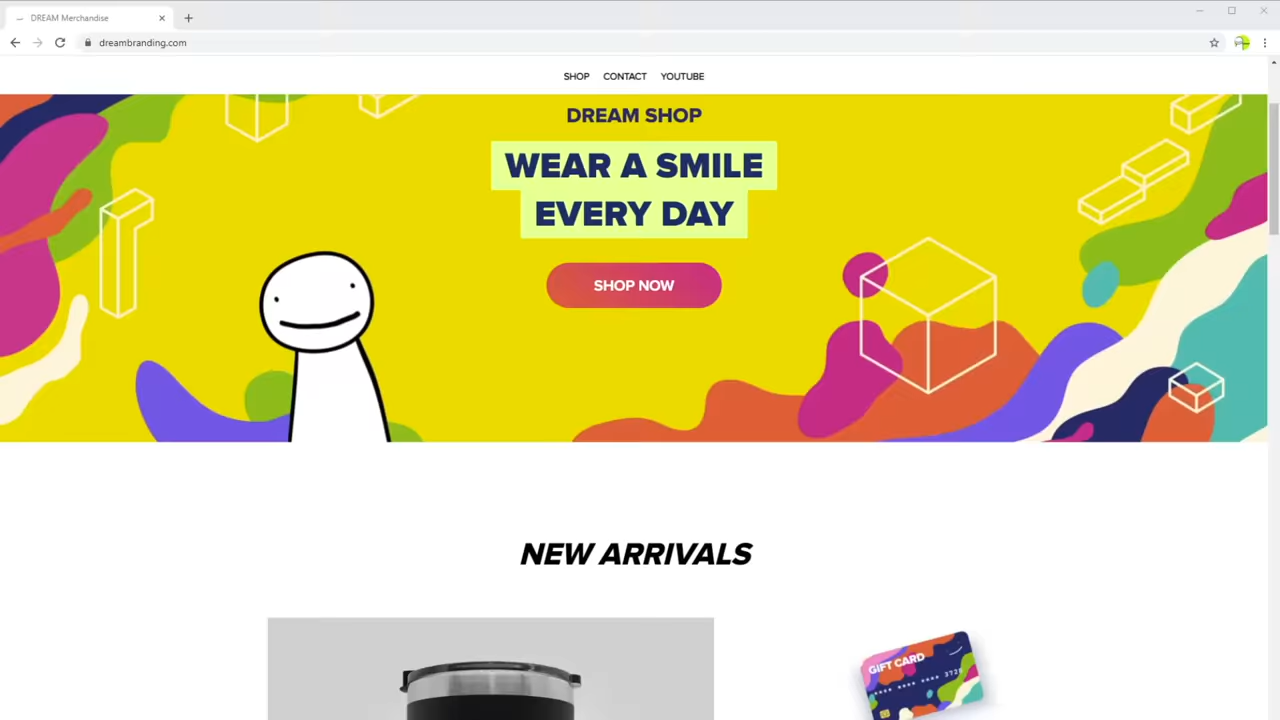 DREAM Merchandise
dreambranding.com
SHOP CONTACT YOUTUBE
DREAM SHOP
WEAR A SMILE
EVERY DAY
SHOP NOW
NEW ARRIVALS
GIFT CARD
**** **** **** 3728